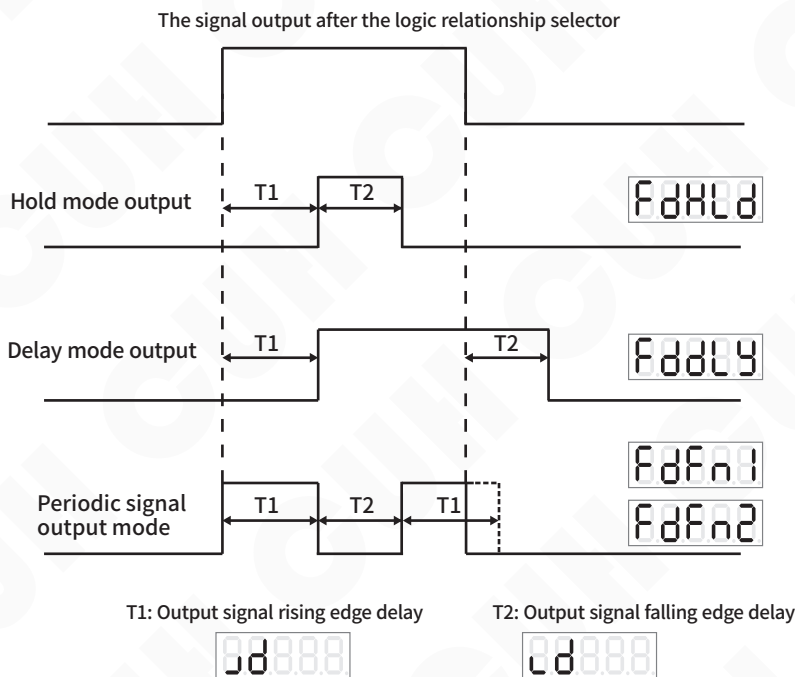 The signal output after the logic relationship selector
Hold mode output
T1
T2
FdHLd
Delay mode output
T1
T2
FddLY
Periodic signal
output mode
T1
T2
T1
FdFn1
FdFn2
T1: Output signal rising edge delay
T2: Output signal falling edge delay